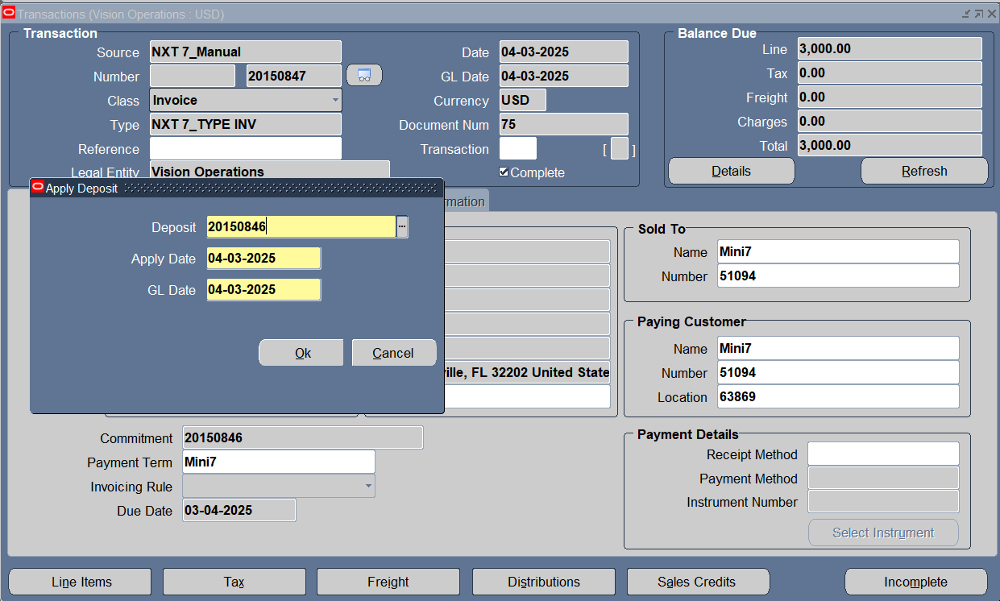 Transactions (Vision Operations : USD)
Transaction
Source NXT 7_Manual
Number 20150847
Class Invoice
Type NXT 7_TYPE INV
Reference
Legal Entity Vision Operations
Date 04-03-2025
GL Date 04-03-2025
Currency USD
Document Num 75
Transaction [ ]
Complete
Balance Due
Line 3,000.00
Tax 0.00
Freight 0.00
Charges 0.00
Total 3,000.00
Details Refresh
Apply Deposit
Deposit 20150846 ...
Apply Date 04-03-2025
GL Date 04-03-2025
Ok Cancel
rmation
ville, FL 32202 United State
Sold To
Name Mini7
Number 51094
Paying Customer
Name Mini7
Number 51094
Location 63869
Commitment 20150846
Payment Term Mini7
Invoicing Rule
Due Date 03-04-2025
Payment Details
Receipt Method
Payment Method
Instrument Number
Select Instrument
Line Items Tax Freight Distributions Sales Credits Incomplete